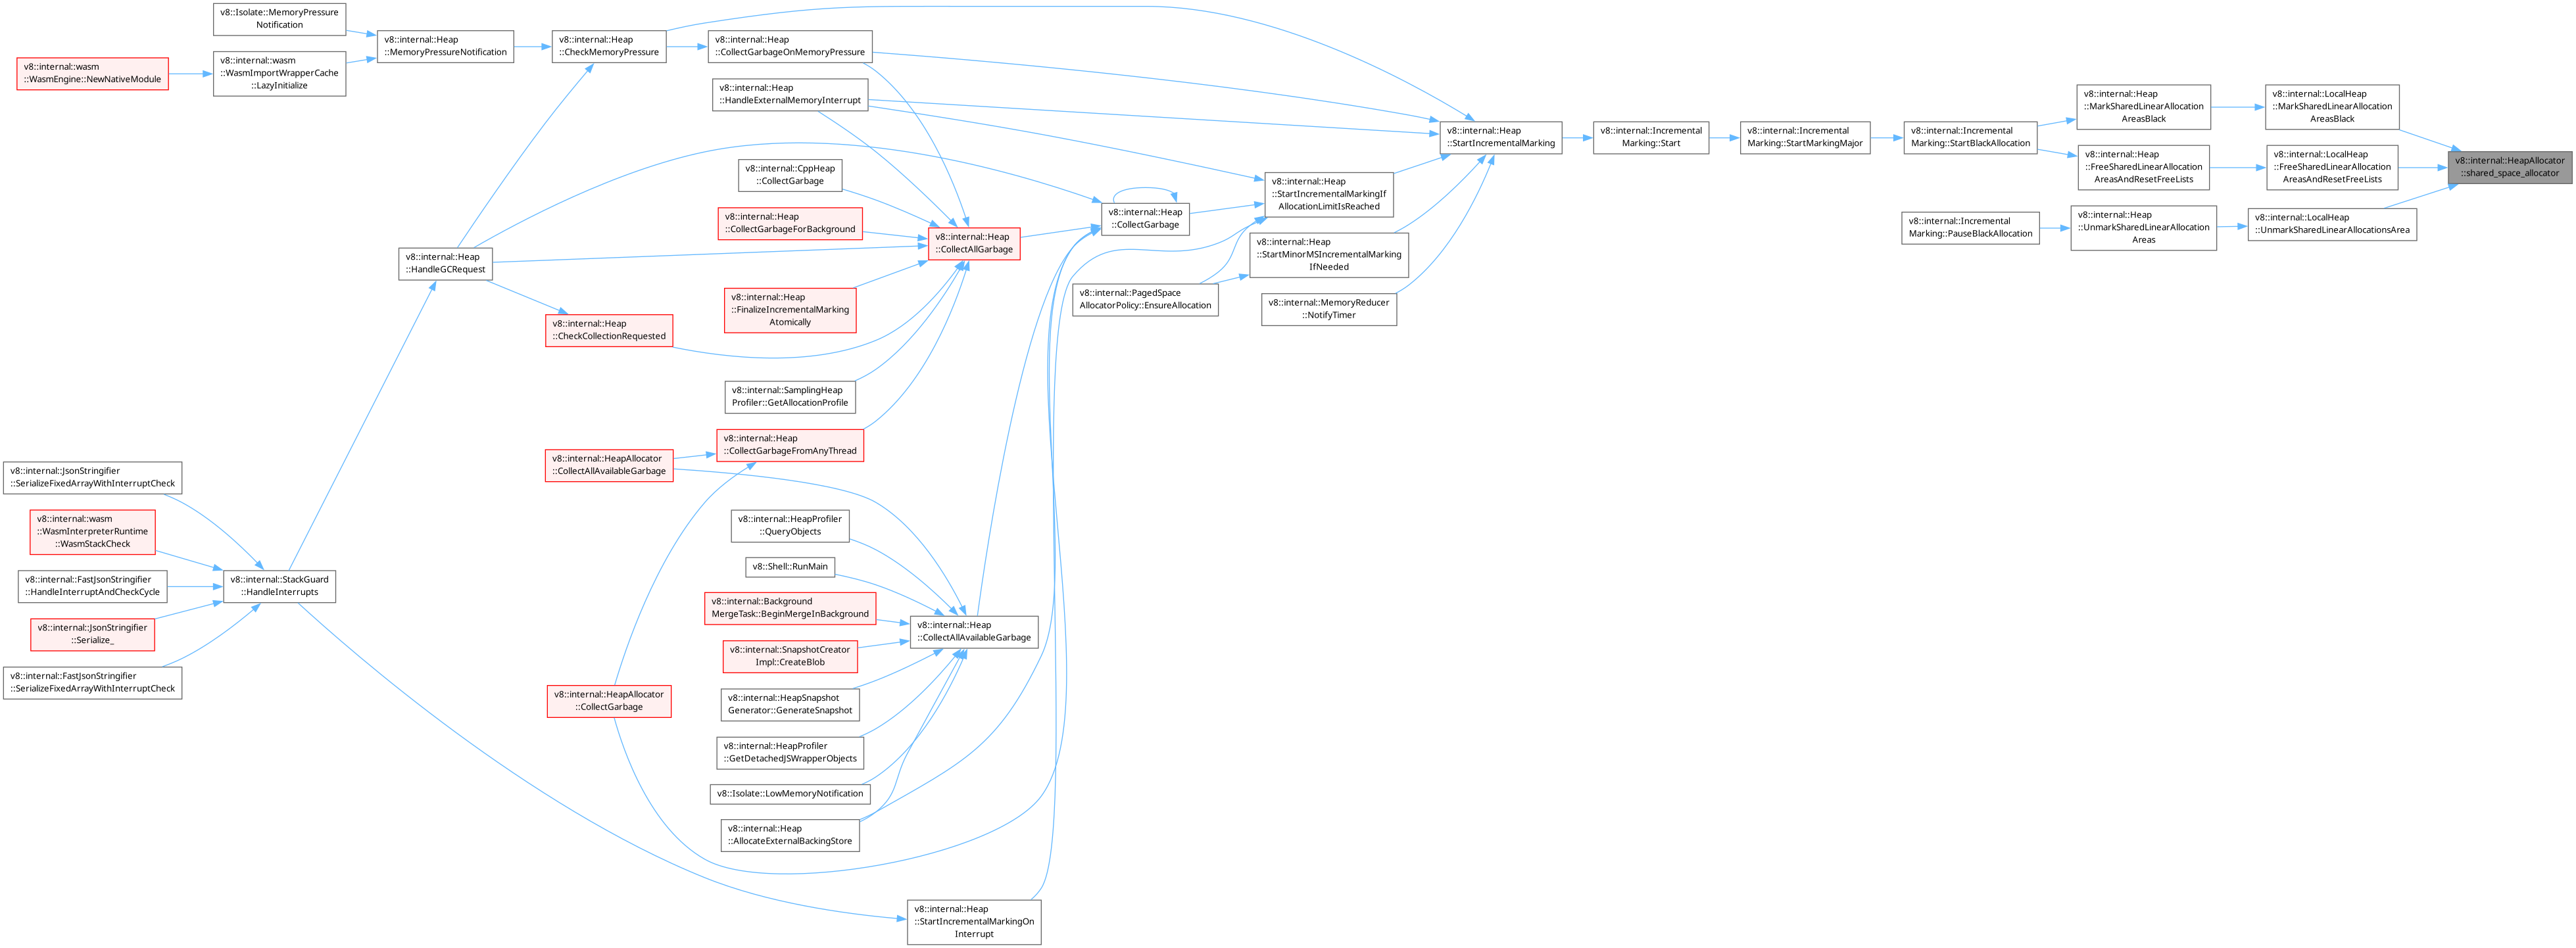 v8::Isolate::MemoryPressure
Notification
v8::internal::wasm
::WasmEngine::NewNativeModule
v8::internal::wasm
::WasmImportWrapperCache
::LazyInitialize
v8::internal::Heap
::MemoryPressureNotification
v8::internal::Heap
::CheckMemoryPressure
v8::internal::Heap
::CollectGarbageOnMemoryPressure
v8::internal::Heap
::HandleExternalMemoryInterrupt
v8::internal::CppHeap
::CollectGarbage
v8::internal::Heap
::CollectGarbageForBackground
v8::internal::Heap
::CollectAllGarbage
v8::internal::Heap
::HandleGCRequest
v8::internal::Heap
::FinalizeIncrementalMarking
Atomically
v8::internal::Heap
::CheckCollectionRequested
v8::internal::SamplingHeap
Profiler::GetAllocationProfile
v8::internal::Heap
::CollectGarbageFromAnyThread
v8::internal::HeapAllocator
::CollectAllAvailableGarbage
v8::internal::Heap
::StartIncrementalMarking
v8::internal::Incremental
Marking::Start
v8::internal::Incremental
Marking::StartMarkingMajor
v8::internal::Incremental
Marking::StartBlackAllocation
v8::internal::Heap
::MarkSharedLinearAllocation
AreasBlack
v8::internal::LocalHeap
::MarkSharedLinearAllocation
AreasBlack
v8::internal::Heap
::FreeSharedLinearAllocation
AreasAndResetFreeLists
v8::internal::LocalHeap
::FreeSharedLinearAllocation
AreasAndResetFreeLists
v8::internal::HeapAllocator
::shared_space_allocator
v8::internal::Incremental
Marking::PauseBlackAllocation
v8::internal::Heap
::UnmarkSharedLinearAllocation
Areas
v8::internal::LocalHeap
::UnmarkSharedLinearAllocationsArea
v8::internal::Heap
::StartIncrementalMarkingIf
AllocationLimitIsReached
v8::internal::Heap
::CollectGarbage
v8::internal::Heap
::StartMinorMSIncrementalMarking
IfNeeded
v8::internal::PagedSpace
AllocatorPolicy::EnsureAllocation
v8::internal::MemoryReducer
::NotifyTimer
v8::internal::JsonStringifier
::SerializeFixedArrayWithInterruptCheck
v8::internal::wasm
::WasmInterpreterRuntime
::WasmStackCheck
v8::internal::FastJsonStringifier
::HandleInterruptAndCheckCycle
v8::internal::StackGuard
::HandleInterrupts
v8::internal::JsonStringifier
::Serialize_
v8::internal::FastJsonStringifier
::SerializeFixedArrayWithInterruptCheck
v8::internal::HeapProfiler
::QueryObjects
v8::Shell::RunMain
v8::internal::Background
MergeTask::BeginMergeInBackground
v8::internal::Heap
::CollectAllAvailableGarbage
v8::internal::SnapshotCreator
Impl::CreateBlob
v8::internal::HeapAllocator
::CollectGarbage
v8::internal::HeapSnapshot
Generator::GenerateSnapshot
v8::internal::HeapProfiler
::GetDetachedJSWrapperObjects
v8::Isolate::LowMemoryNotification
v8::internal::Heap
::AllocateExternalBackingStore
v8::internal::Heap
::StartIncrementalMarkingOn
Interrupt